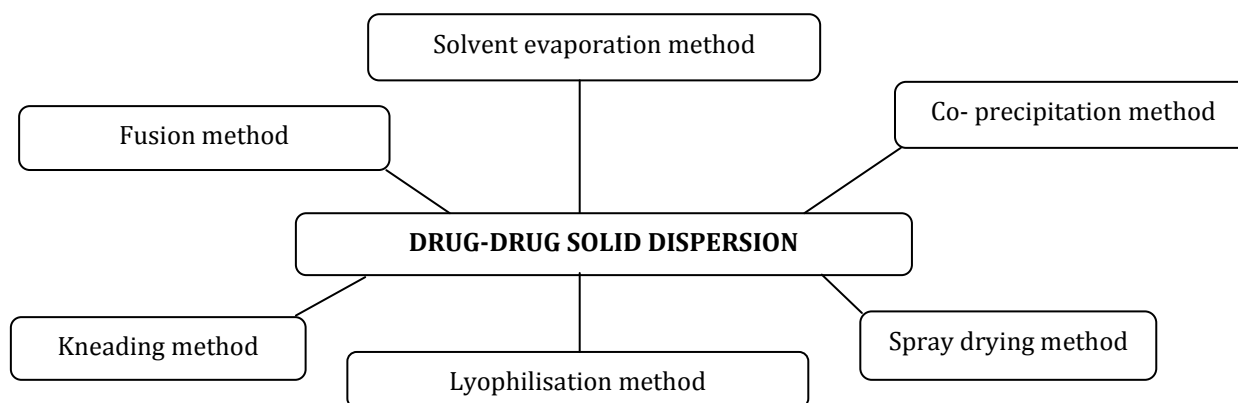 Solvent evaporation method
Co- precipitation method
Fusion method
DRUG-DRUG SOLID DISPERSION
Kneading method
Spray drying method
Lyophilisation method